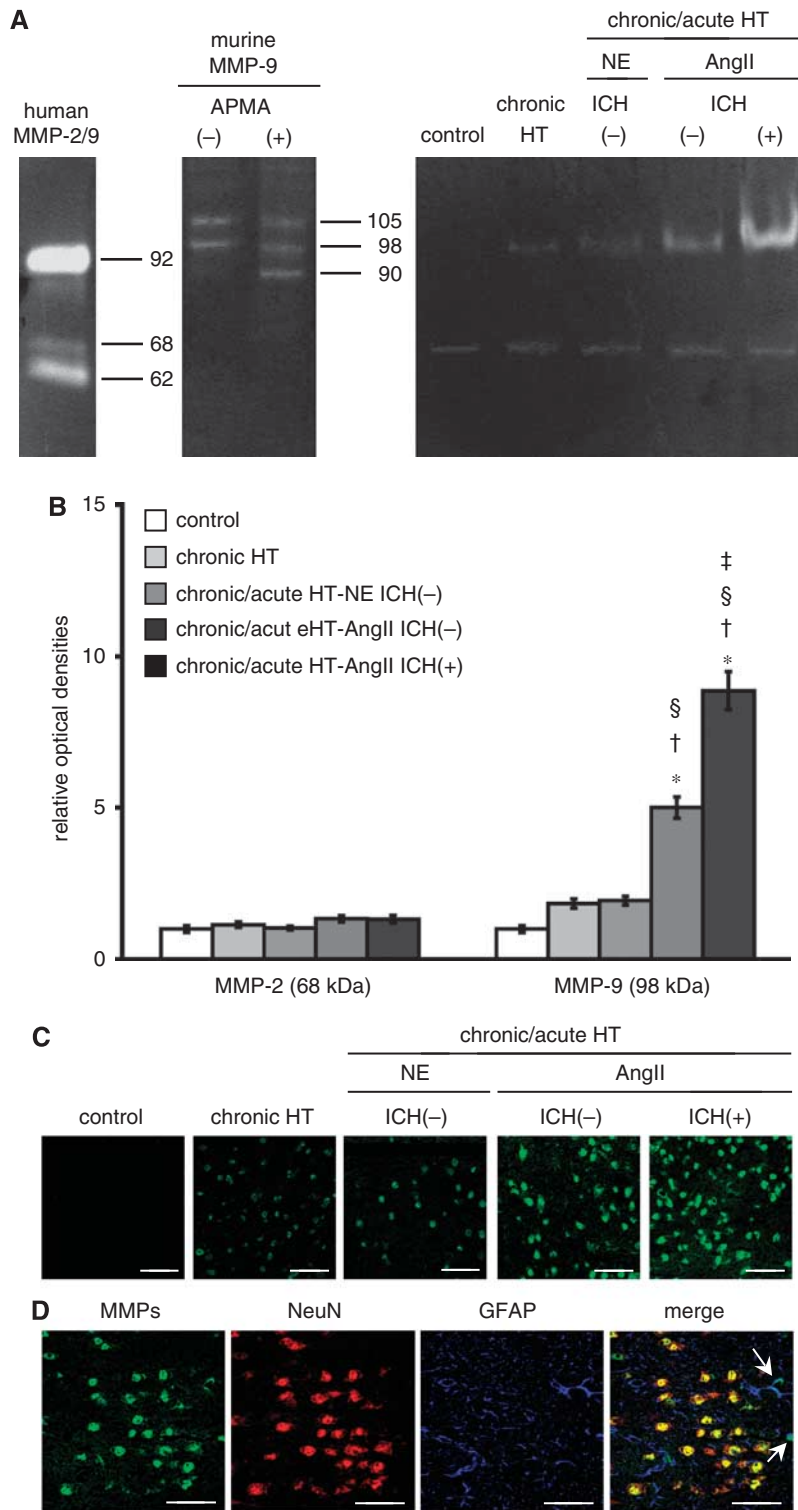 A
human
MMP-2/9
murine
MMP-9
APMA
(–) (+)
92
68
62
105
98
90
chronic/acute HT
NE AngII
control chronic HT ICH (–) ICH (–) (+)
B
15
10
5
0
relative optical densities
control
chronic HT
chronic/acute HT-NE ICH(–)
chronic/acut eHT-AngII ICH(–)
chronic/acute HT-AngII ICH(+)
§
†
*
‡
§
†
*
MMP-2 (68 kDa) MMP-9 (98 kDa)
C
chronic/acute HT
NE AngII
control chronic HT ICH(–) ICH(–) ICH(+)
D
MMPs NeuN GFAP merge